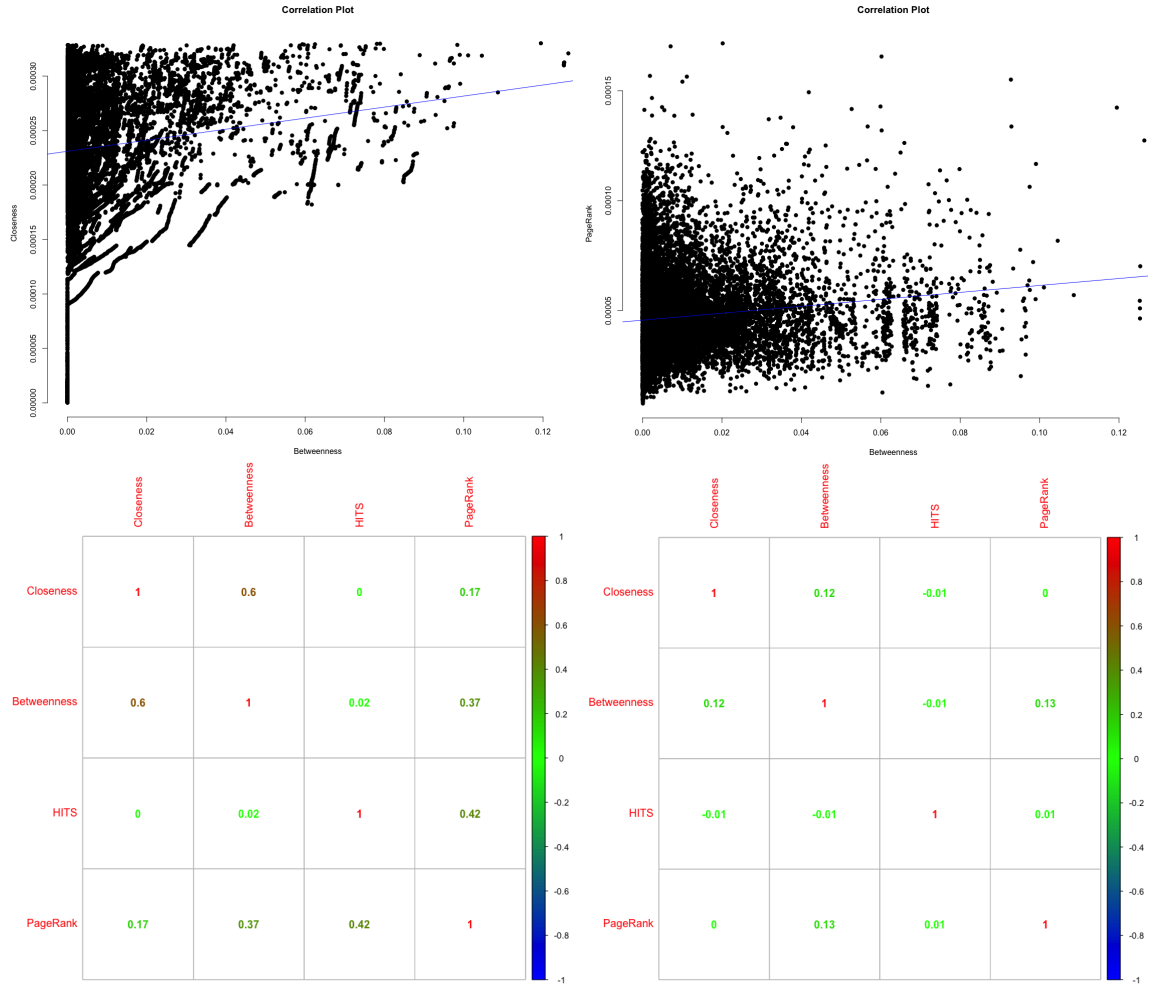 Correlation Plot
Closeness
0.00000
0.00005
0.00010
0.00015
0.00020
0.00025
0.00030
0.00
0.02
0.04
0.06
0.08
0.10
0.12
Betweenness
Correlation Plot
PageRank
0.00005
0.00010
0.00015
0.00
0.02
0.04
0.06
0.08
0.10
0.12
Betweenness
Closeness
Betweenness
HITS
PageRank
Closeness 1 0.6 0 0.17
Betweenness 0.6 1 0.02 0.37
HITS 0 0.02 1 0.42
PageRank 0.17 0.37 0.42 1
1
0.8
0.6
0.4
0.2
0
-0.2
-0.4
-0.6
-0.8
-1
Closeness
Betweenness
HITS
PageRank
Closeness 1 0.12 -0.01 0
Betweenness 0.12 1 -0.01 0.13
HITS -0.01 -0.01 1 0.01
PageRank 0 0.13 0.01 1
1
0.8
0.6
0.4
0.2
0
-0.2
-0.4
-0.6
-0.8
-1